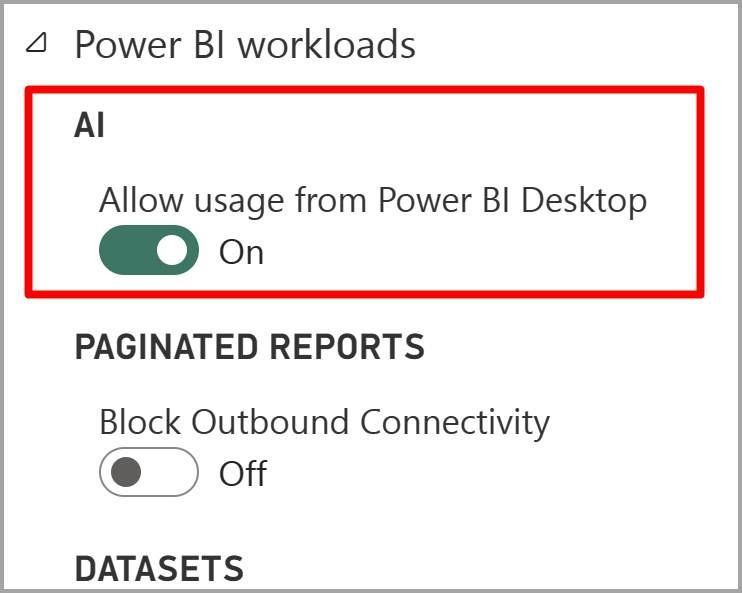 Power BI workloads
AI
Allow usage from Power BI Desktop
On
PAGINATED REPORTS
Block Outbound Connectivity
Off
DATASETS